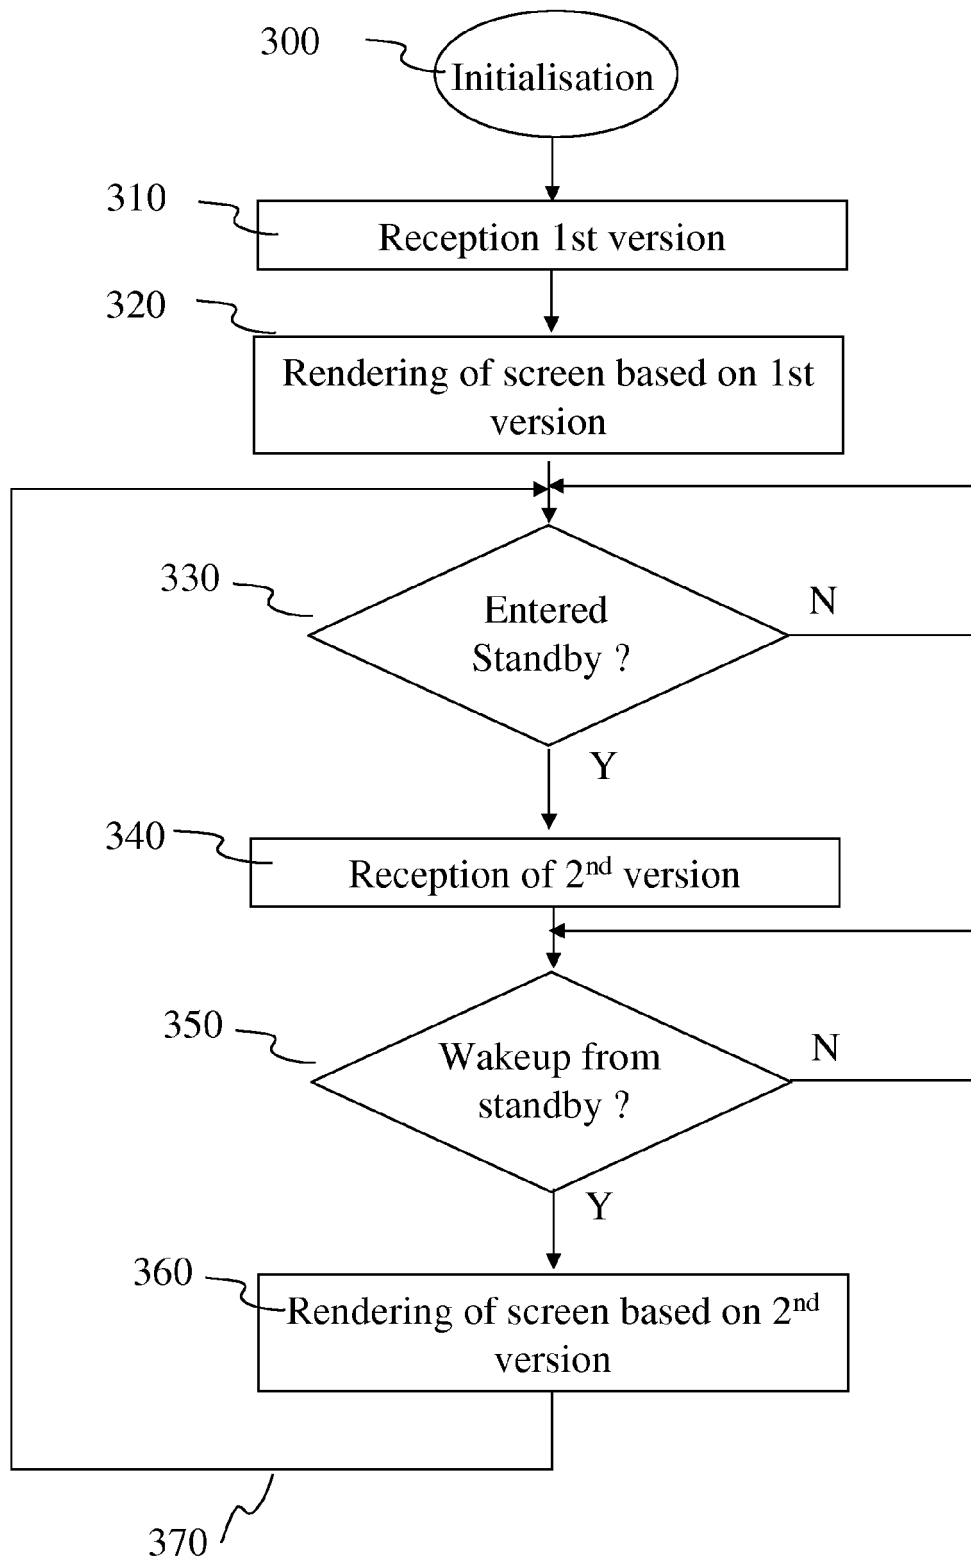 300
Initialisation
310
Reception 1st version
320
Rendering of screen based on 1st
version
330
Entered
Standby ?
N
Y
340
Reception of 2nd version
350
Wakeup from
standby ?
N
Y
360
Rendering of screen based on 2nd
version
370